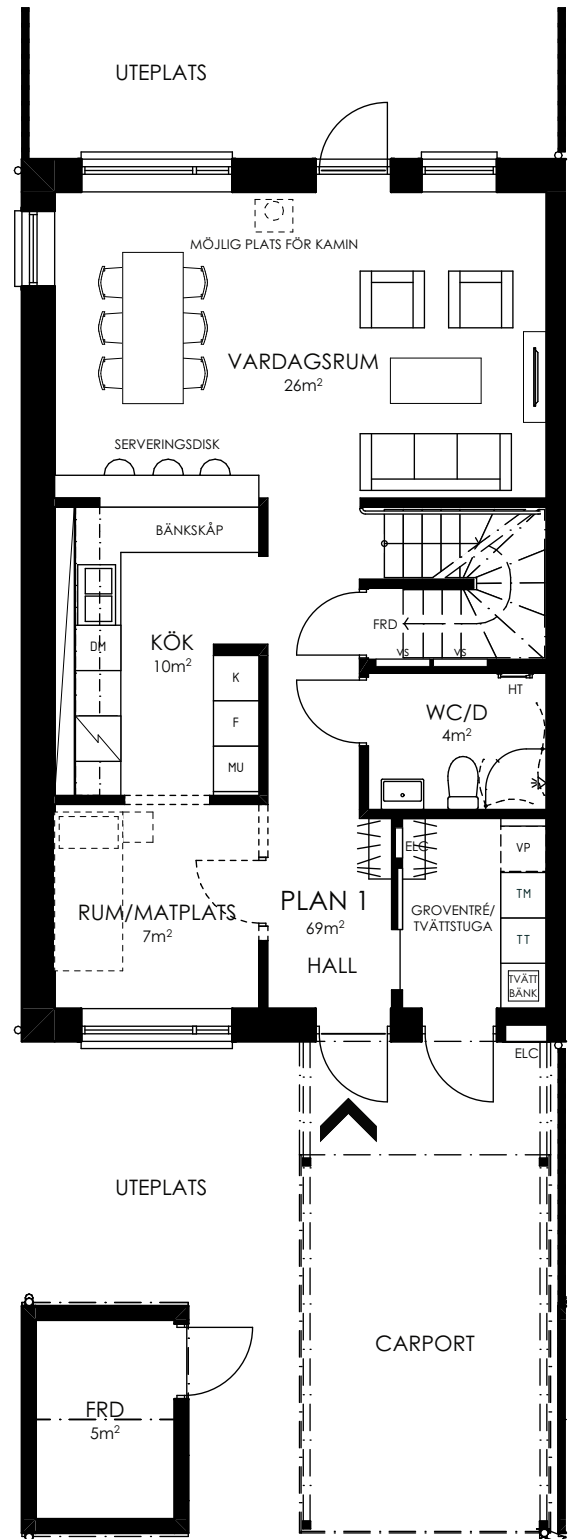 UTEPLATS
MÖJLIG PLATS FÖR KAMIN
VARDAGSRUM
26m²
SERVERINGSDISK
BÄNKSKÅP
DM
KÖK
10m²
K
F
MU
FRD
VS VS
HT
WC/D
4m²
ELC
VP
TM
TT
TVÄTT
BÄNK
GROVENTRÉ/
TVÄTTSTUGA
RUM/MATPLATS
7m²
PLAN 1
69m²
HALL
ELC
UTEPLATS
CARPORT
FRD
5m²